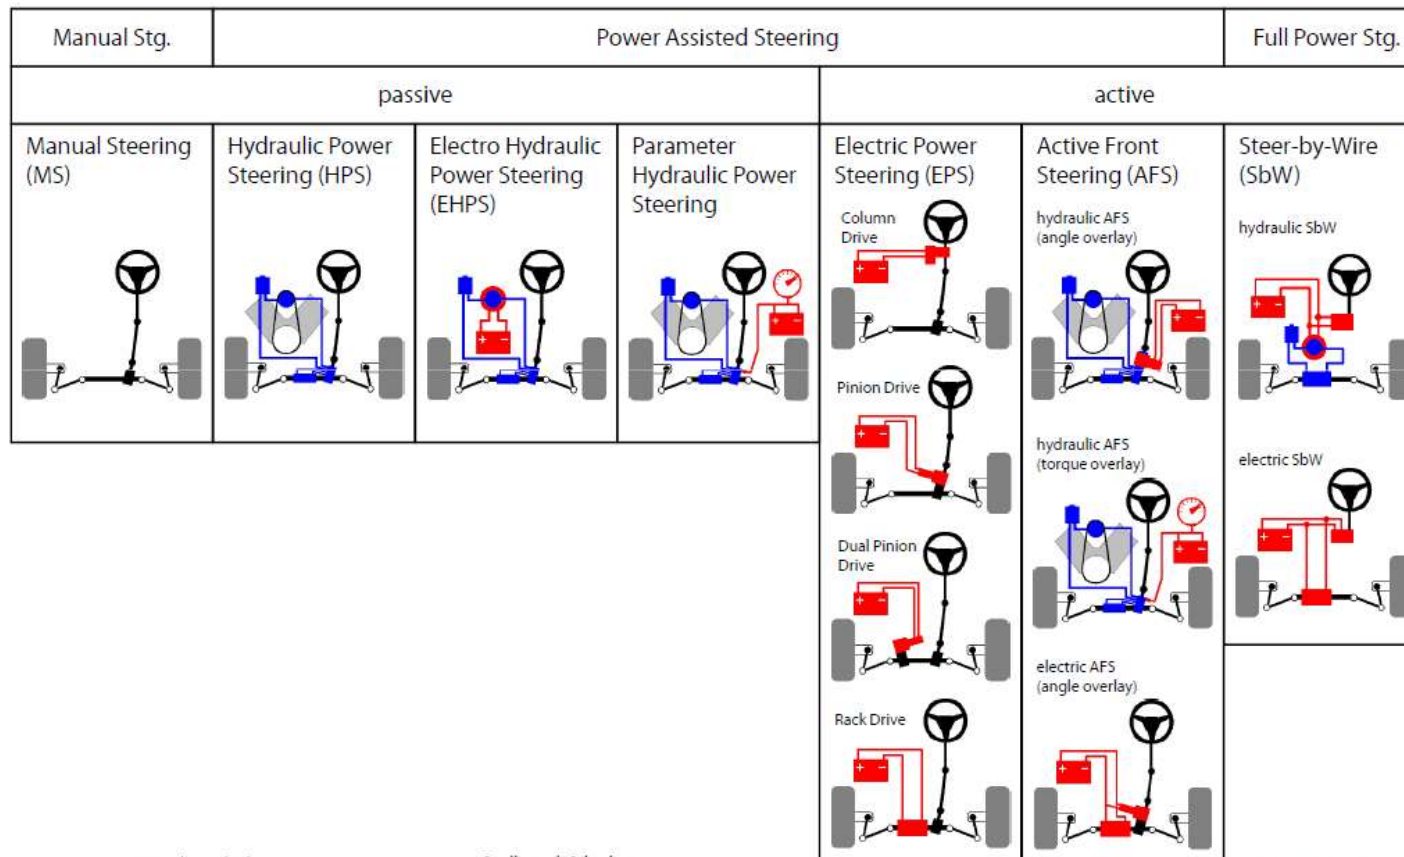 Manual Stg.
Power Assisted Steering
Full Power Stg.
passive
active
Manual Steering
(MS)
Hydraulic Power
Steering (HPS)
Electro Hydraulic
Power Steering
(EHPS)
Parameter
Hydraulic Power
Steering
Electric Power
Steering (EPS)
Column
Drive
Pinion Drive
Dual Pinion
Drive
Rack Drive
Active Front
Steering (AFS)
hydraulic AFS
(angle overlay)
hydraulic AFS
(torque overlay)
electric AFS
(angle overlay)
Steer-by-Wire
(SbW)
hydraulic SbW
electric SbW